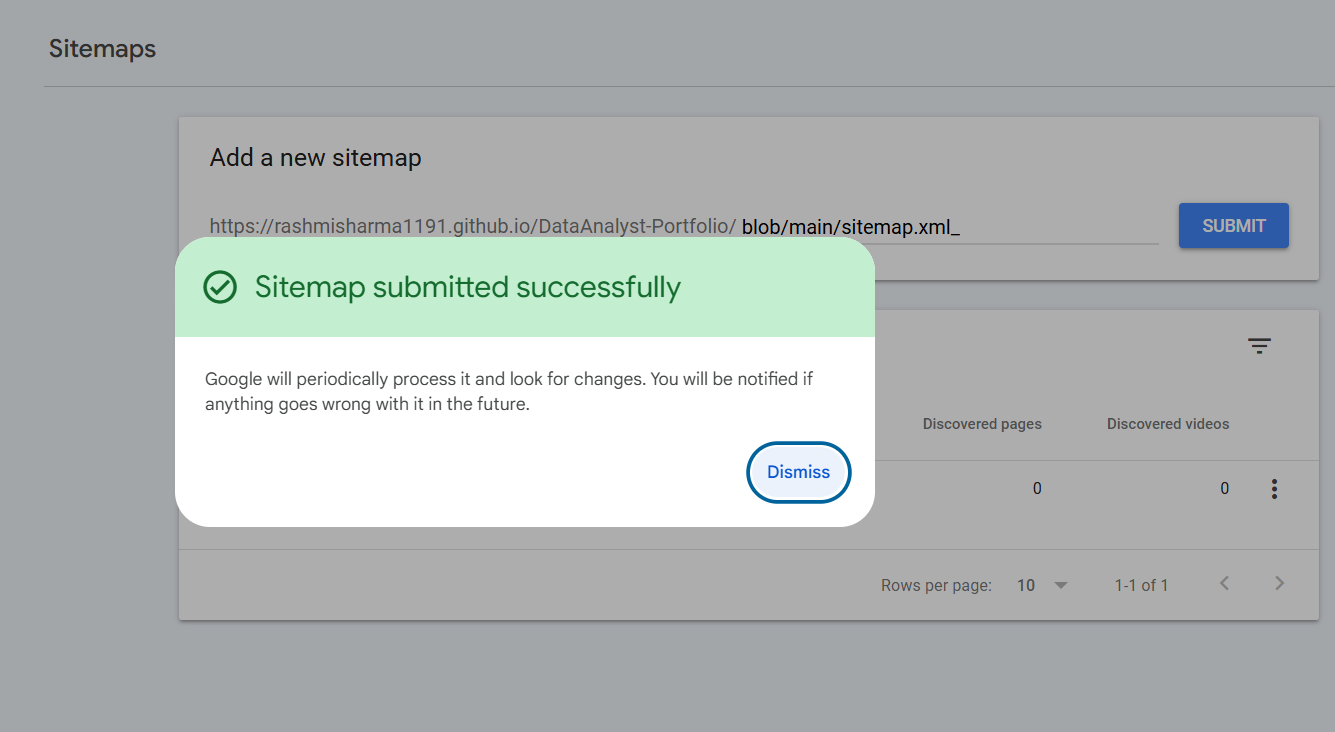 Sitemaps
Add a new sitemap
https://rashmisharma1191.github.io/DataAnalyst-Portfolio/ blob/main/sitemap.xml_
SUBMIT
Sitemap submitted successfully
Google will periodically process it and look for changes. You will be notified if
anything goes wrong with it in the future.
Dismiss
Discovered pages Discovered videos
0 0
Rows per page: 10 1-1 of 1